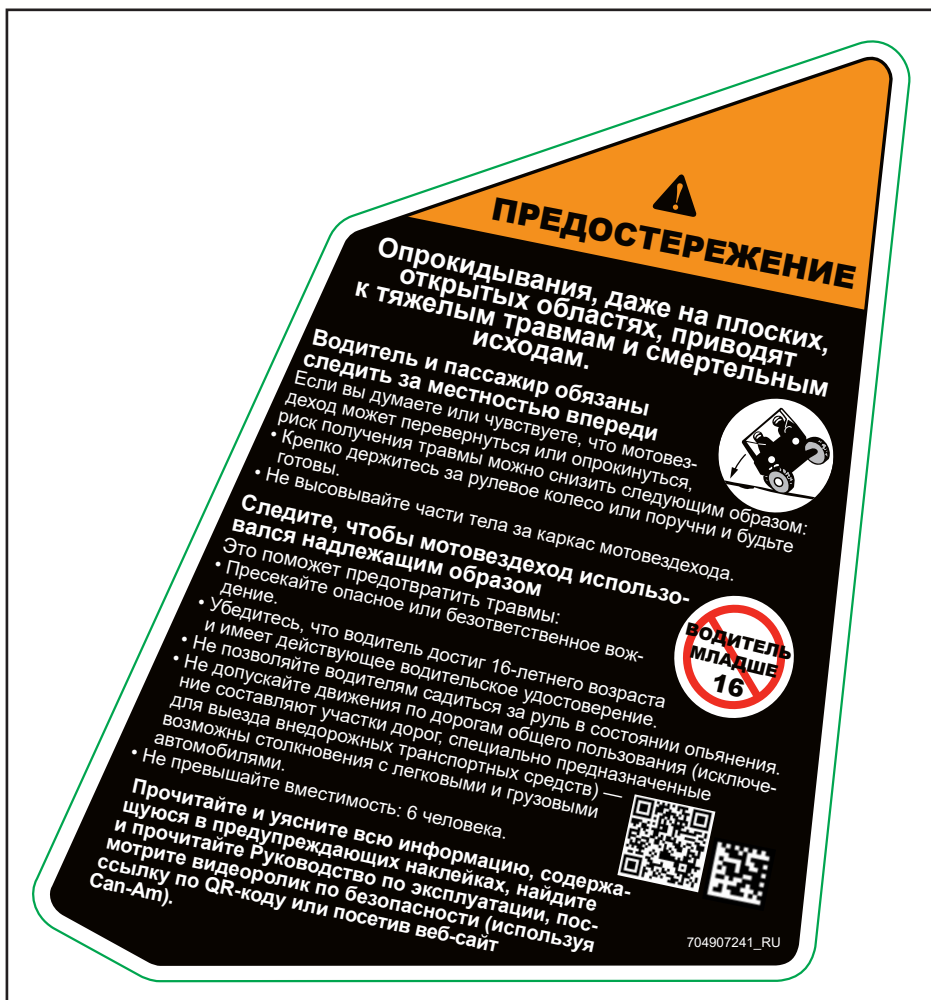 ПРЕДОСТЕРЕЖЕНИЕ
Опрокидывания, даже на плоских,
открытых областях, приводят
к тяжелым травмам и смертельным
исходам.
Водитель и пассажир обязаны
следить за местностью впереди
Если вы думаете или чувствуете, что мотовез-
деход может перевернуться или опрокинуться,
риск получения травмы можно снизить следующим образом:
• Крепко держитесь за рулевое колесо или поручни и будьте
готовы.
• Не высовывайте части тела за каркас мотовездехода.
Следите, чтобы мотовездеход использо-
вался надлежащим образом
Это поможет предотвратить травмы:
• Пресекайте опасное или безответственное вож-
дение.
• Убедитесь, что водитель достиг 16-летнего возраста
и имеет действующее водительское удостоверение.
• Не позволяйте водителям садиться за руль в состоянии опьянения.
• Не допускайте движения по дорогам общего пользования (исключе-
ние составляют участки дорог, специально предназначенные
для выезда внедорожных транспортных средств) —
возможны столкновения с легковыми и грузовыми
автомобилями.
• Не превышайте вместимость: 6 человека.
ВОДИТЕЛЬ
МЛАДШЕ
16
Прочитайте и уясните всю информацию, содержа-
щуюся в предупреждающих наклейках, найдите
и прочитайте Руководство по эксплуатации, пос-
мотрите видеоролик по безопасности (используя
ссылку по QR-коду или посетив веб-сайт
Can-Am).
704907241_RU